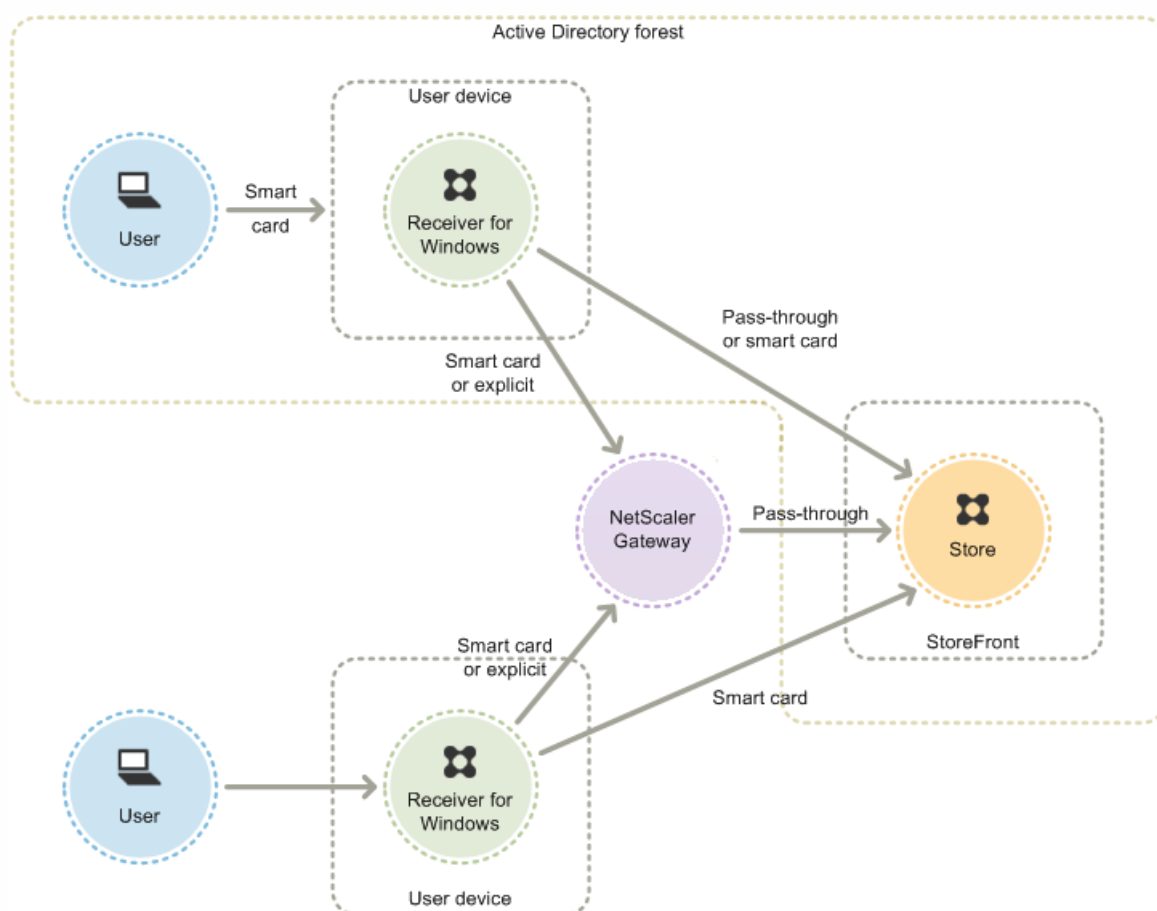 Active Directory forest
User device
User
Smart
card
Receiver for
Windows
Pass-through
or smart card
Smart card
or explicit
NetScaler
Gateway
Pass-through
Store
StoreFront
Smart card
or explicit
Smart card
User
Receiver for
Windows
User device